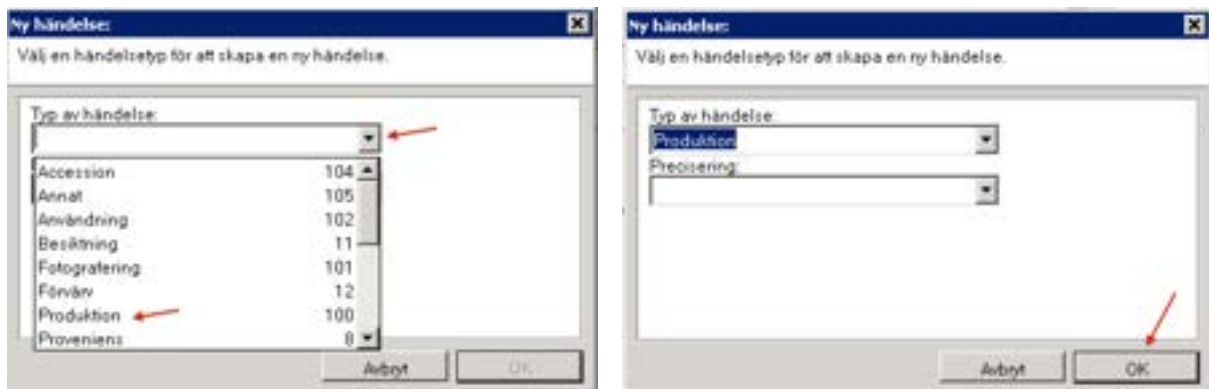 Ny händelse:
Välj en händelsetyp för att skapa en ny händelse.
Typ av händelse:
Accession 104
Annat 105
Användning 102
Besiktning 11
Fotografering 101
Förvärv 12
Produktion 100
Proveniens 8
Avbryt OK
Ny händelse:
Välj en händelsetyp för att skapa en ny händelse.
Typ av händelse:
Produktion
Precisering:
Avbryt OK